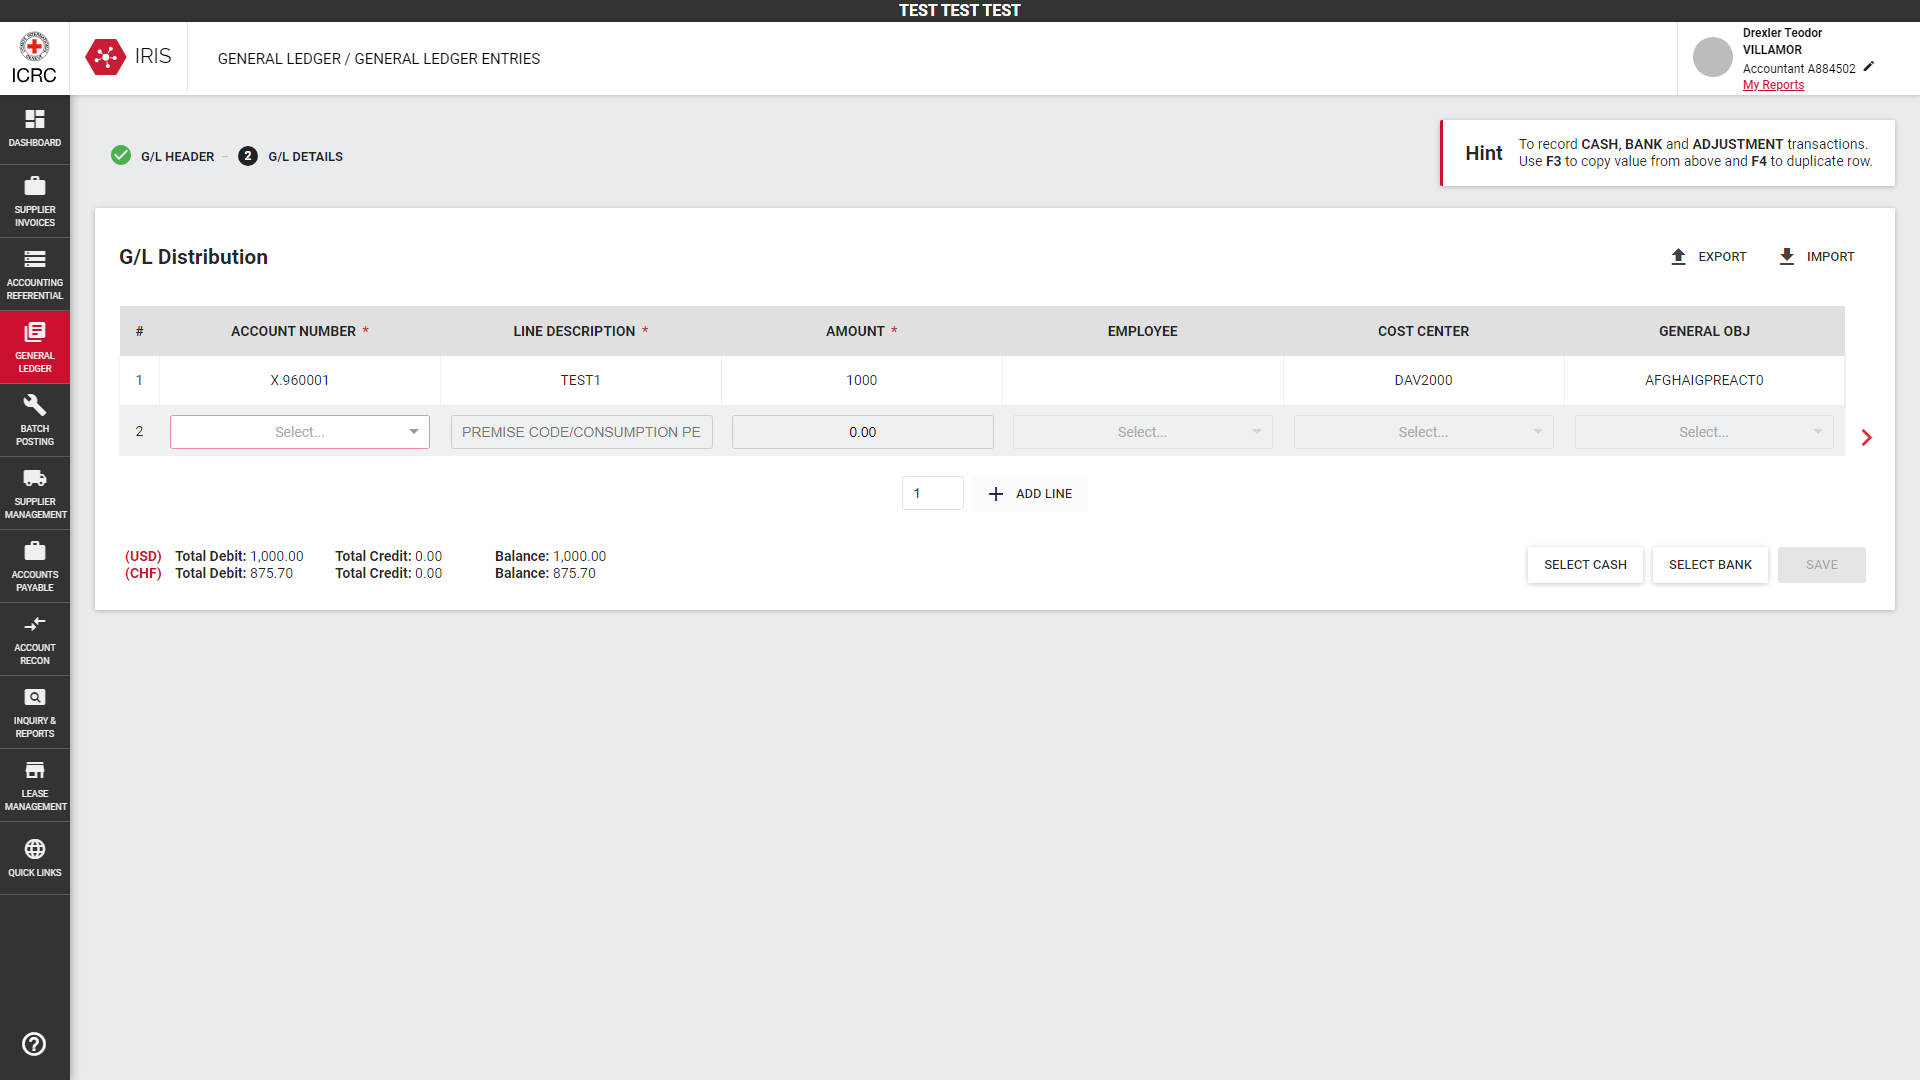 TEST TEST TEST
ICRC
IRIS
GENERAL LEDGER / GENERAL LEDGER ENTRIES
Drexler Teodor
VILLAMOR
Accountant A884502
My Reports
DASHBOARD
SUPPLIER
INVOICES
ACCOUNTING
REFERENTIAL
GENERAL
LEDGER
BATCH
POSTING
SUPPLIER
MANAGEMENT
ACCOUNTS
PAYABLE
ACCOUNT
RECON
INQUIRY &
REPORTS
LEASE
MANAGEMENT
QUICK LINKS
G/L HEADER – 2 G/L DETAILS
Hint
To record CASH, BANK and ADJUSTMENT transactions.
Use F3 to copy value from above and F4 to duplicate row.
G/L Distribution
EXPORT IMPORT
# ACCOUNT NUMBER * LINE DESCRIPTION * AMOUNT * EMPLOYEE COST CENTER GENERAL OBJ
1 X.960001 TEST1 1000 DAV2000 AFGHAIGPREACT0
2 Select... PREMISE CODE/CONSUMPTION PE 0.00 Select... Select... Select...
1 ADD LINE
(USD) Total Debit: 1,000.00 Total Credit: 0.00 Balance: 1,000.00
(CHF) Total Debit: 875.70 Total Credit: 0.00 Balance: 875.70
SELECT CASH SELECT BANK SAVE